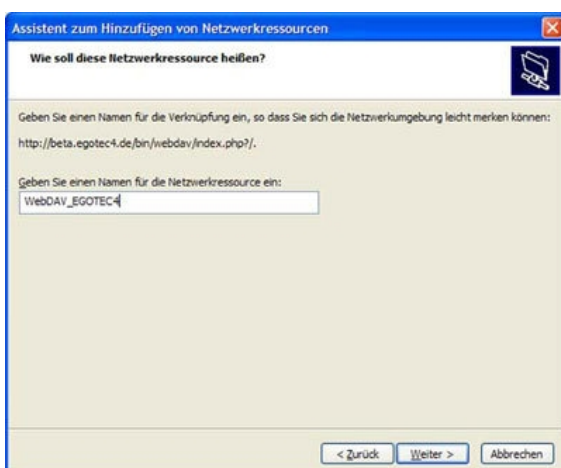 Assistent zum Hinzufügen von Netzwerkressourcen
Wie soll diese Netzwerkressource heißen?
Geben Sie einen Namen für die Verknüpfung ein, so dass Sie sich die Netzwerkumgebung leicht merken können:
http://beta.egotec4.de/bin/webdav/index.php?/.
Geben Sie einen Namen für die Netzwerkressource ein:
WebDAV_EGOTEC4
< Zurück Weiter > Abbrechen